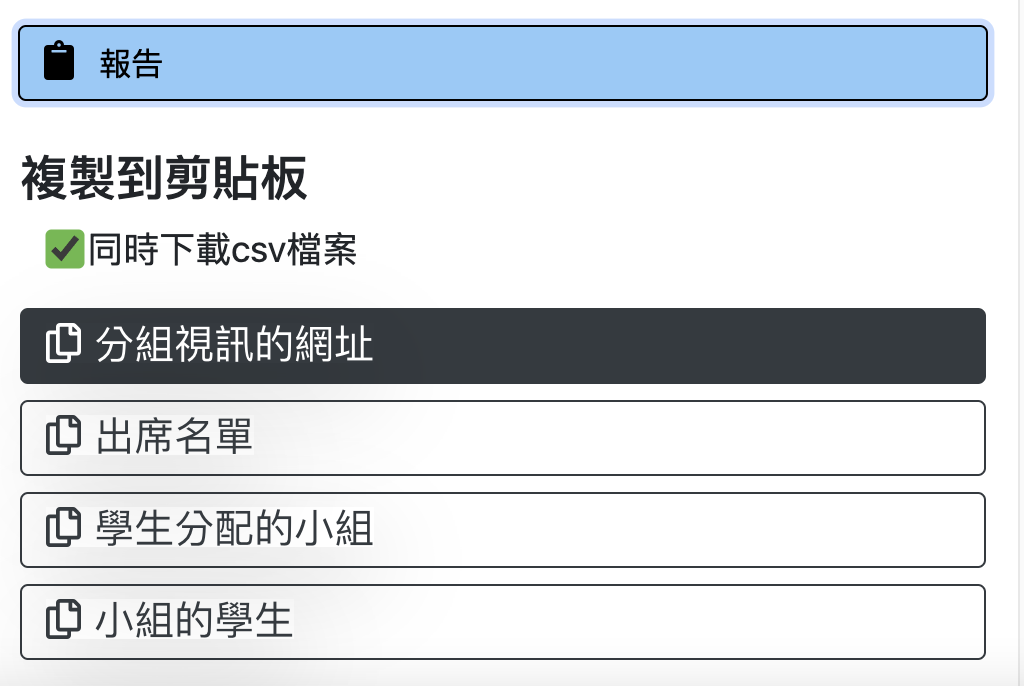 報告
複製到剪貼板
同時下載csv檔案
分組視訊的網址
出席名單
學生分配的小組
小組的學生